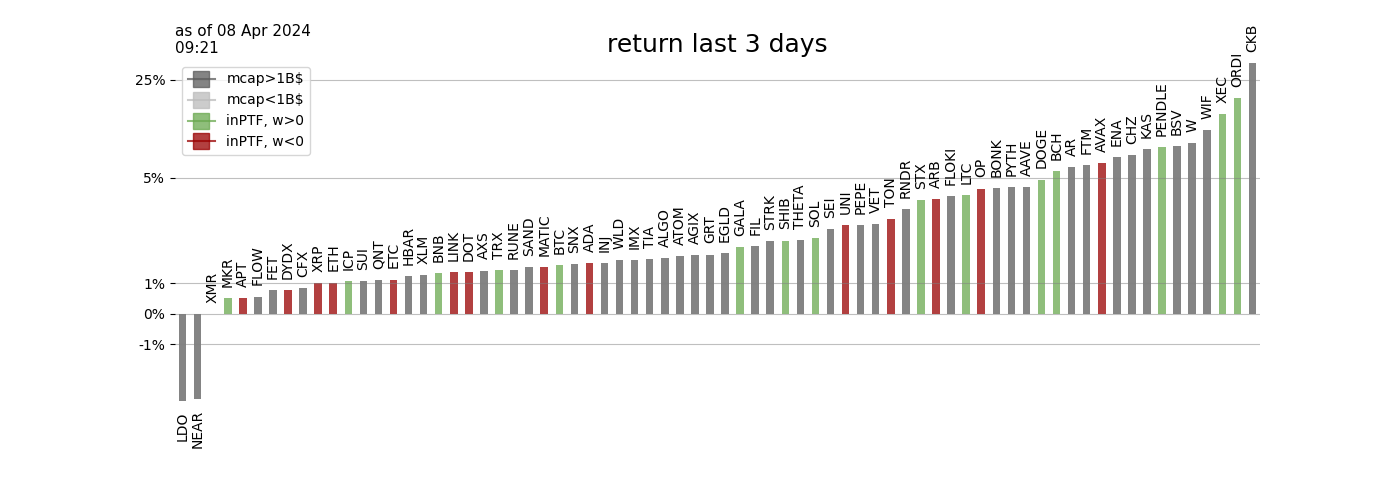 as of 08 Apr 2024
09:21
return last 3 days
mcap>1B$
mcap<1B$
inPTF, w>0
inPTF, w<0
25%
5%
1%
0%
-1%
LDO
NEAR
XMR
MKR
APT
FLOW
FET
DYDX
CFX
XRP
ETH
ICP
SUI
QNT
ETC
HBAR
XLM
BNB
LINK
DOT
AXS
TRX
RUNE
SAND
MATIC
BTC
SNX
ADA
INJ
WLD
IMX
TIA
ALGO
ATOM
AGIX
GRT
EGLD
GALA
FIL
STRK
SHIB
THETA
SOL
SEI
UNI
PEPE
VET
TON
RNDR
STX
ARB
FLOKI
LTC
OP
BONK
PYTH
AAVE
DOGE
BCH
AR
FTM
AVAX
ENA
CHZ
KAS
PENDLE
BSV
W
WIF
XEC
ORDI
CKB